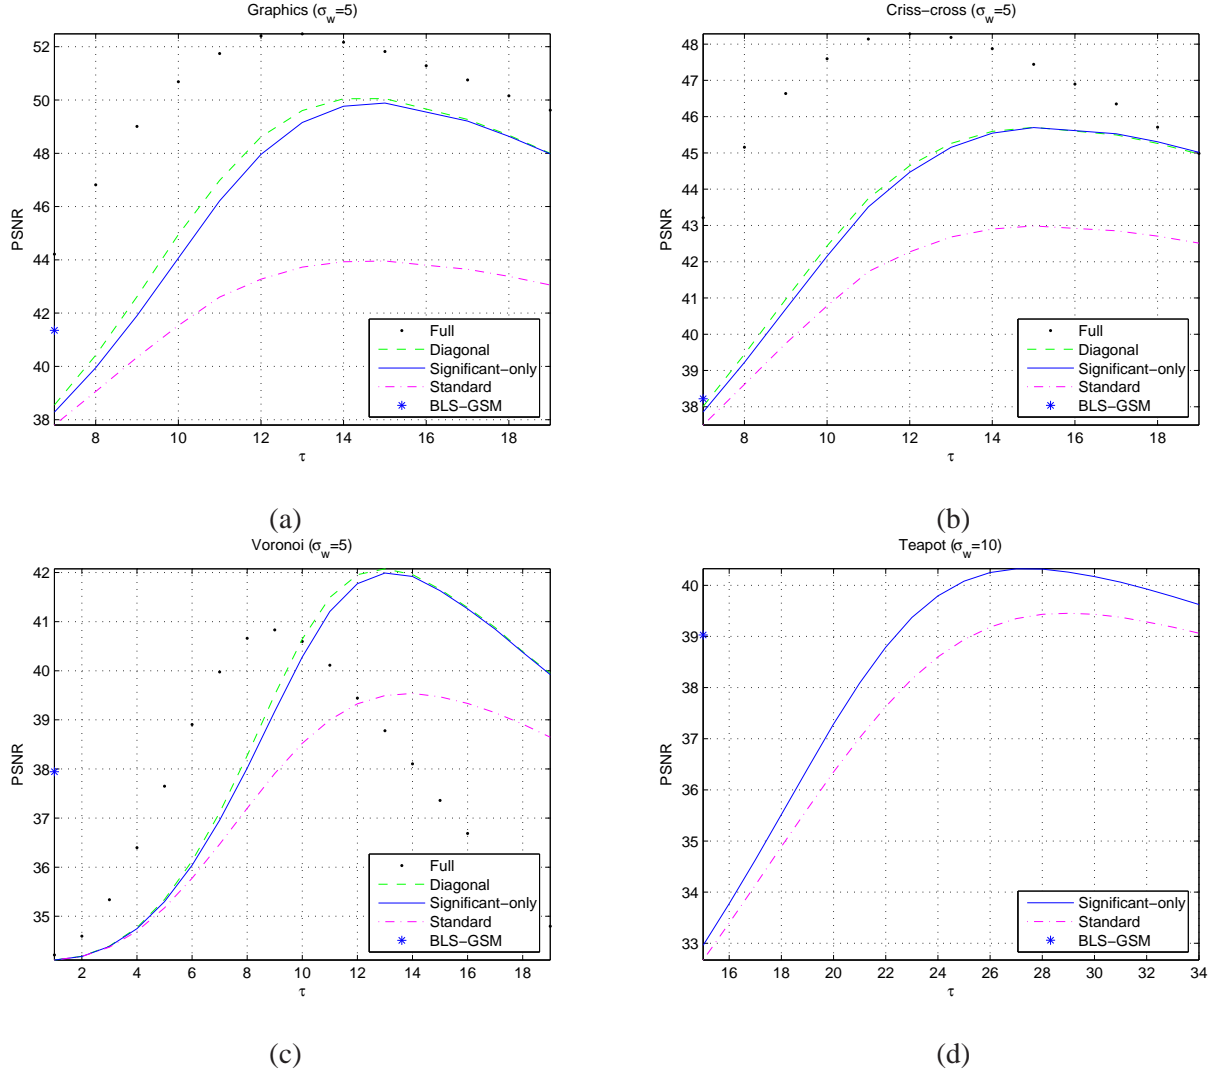 Graphics (σ_w=5)
PSNR
52
50
48
46
44
42
40
38
8 10 12 14 16 18
τ
Full
Diagonal
Significant−only
Standard
BLS−GSM
(a)
Criss−cross (σ_w=5)
PSNR
48
47
46
45
44
43
42
41
40
39
38
8 10 12 14 16 18
τ
Full
Diagonal
Significant−only
Standard
BLS−GSM
(b)
Voronoi (σ_w=5)
PSNR
42
41
40
39
38
37
36
35
2 4 6 8 10 12 14 16 18
τ
Full
Diagonal
Significant−only
Standard
BLS−GSM
(c)
Teapot (σ_w=10)
PSNR
40
39
38
37
36
35
34
33
16 18 20 22 24 26 28 30 32 34
τ
Significant−only
Standard
BLS−GSM
(d)